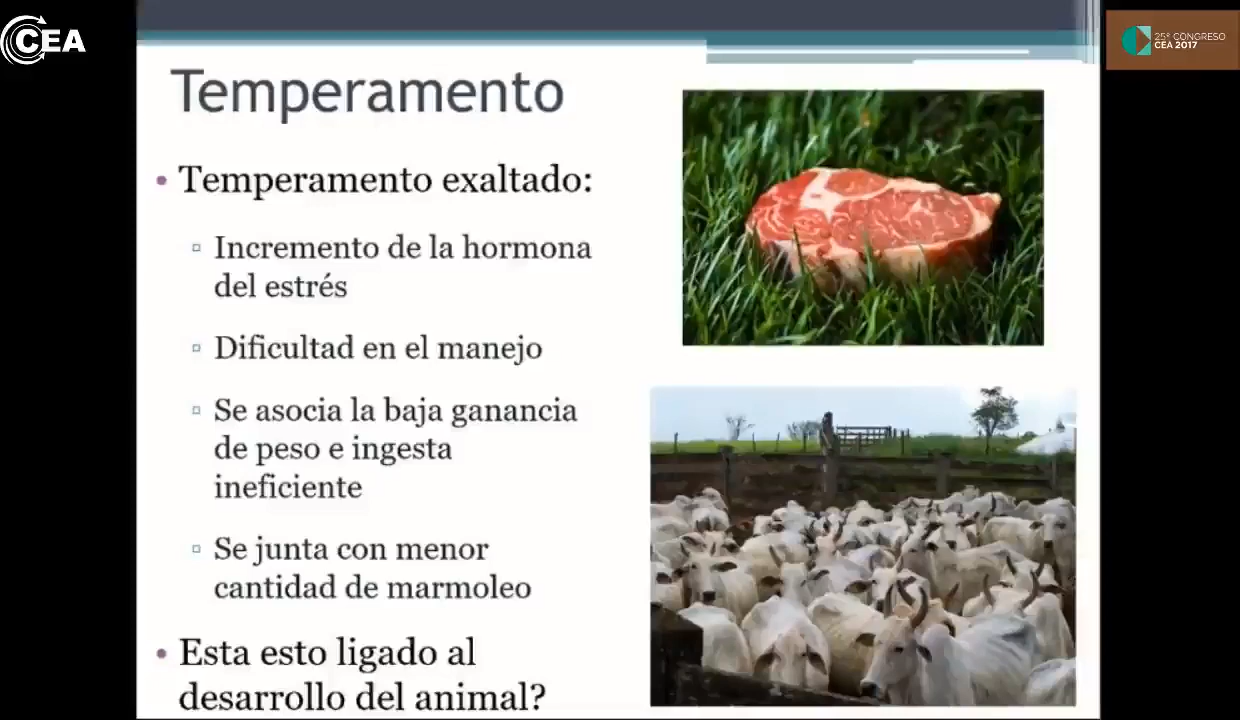 CEA
25º CONGRESO
CEA 2017
Temperamento
• Temperamento exaltado:
▫ Incremento de la hormona
del estrés
▫ Dificultad en el manejo
▫ Se asocia la baja ganancia
de peso e ingesta
ineficiente
▫ Se junta con menor
cantidad de marmoleo
• Esta esto ligado al
desarrollo del animal?